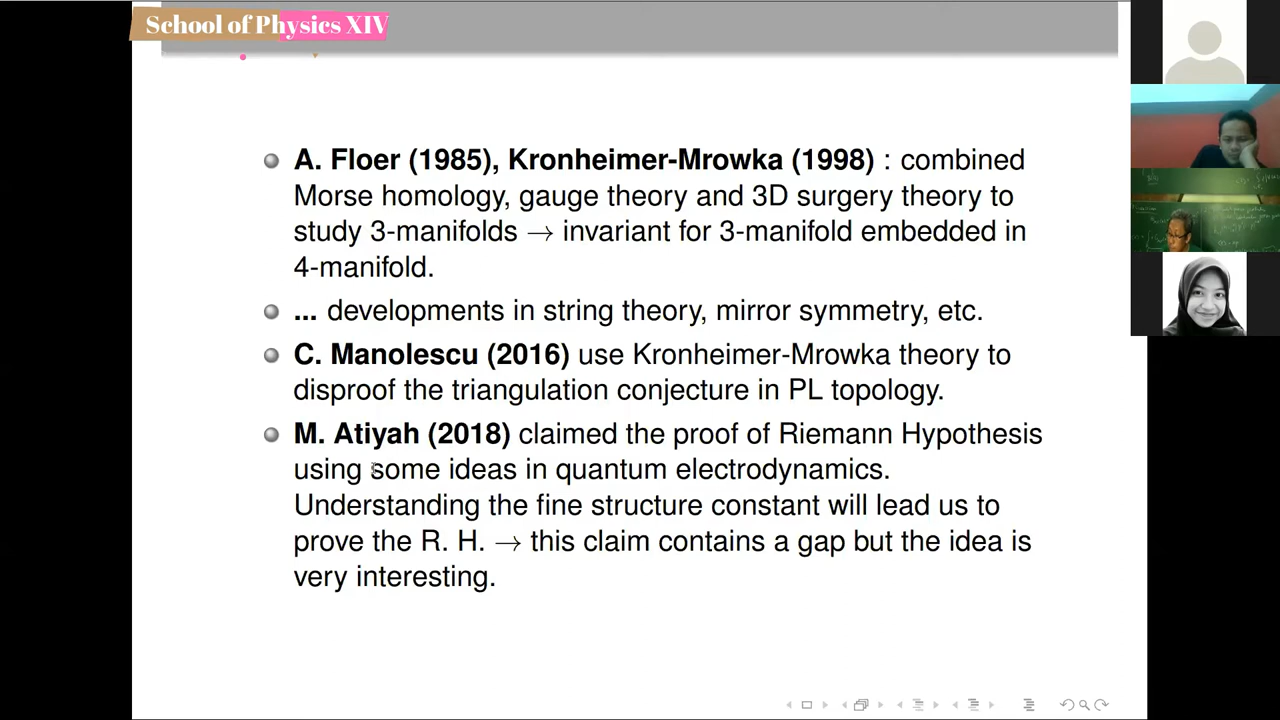 School of Physics XIV
A. Floer (1985), Kronheimer-Mrowka (1998) : combined
Morse homology, gauge theory and 3D surgery theory to
study 3-manifolds → invariant for 3-manifold embedded in
4-manifold.
... developments in string theory, mirror symmetry, etc.
C. Manolescu (2016) use Kronheimer-Mrowka theory to
disproof the triangulation conjecture in PL topology.
M. Atiyah (2018) claimed the proof of Riemann Hypothesis
using some ideas in quantum electrodynamics.
Understanding the fine structure constant will lead us to
prove the R. H. → this claim contains a gap but the idea is
very interesting.